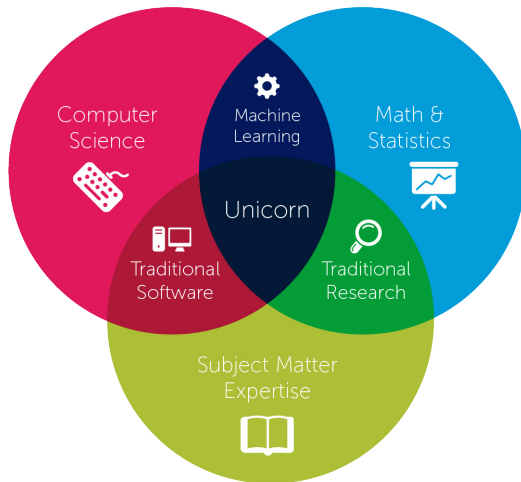 Computer
Science
Machine
Learning
Math &
Statistics
Unicorn
Traditional
Software
Traditional
Research
Subject Matter
Expertise